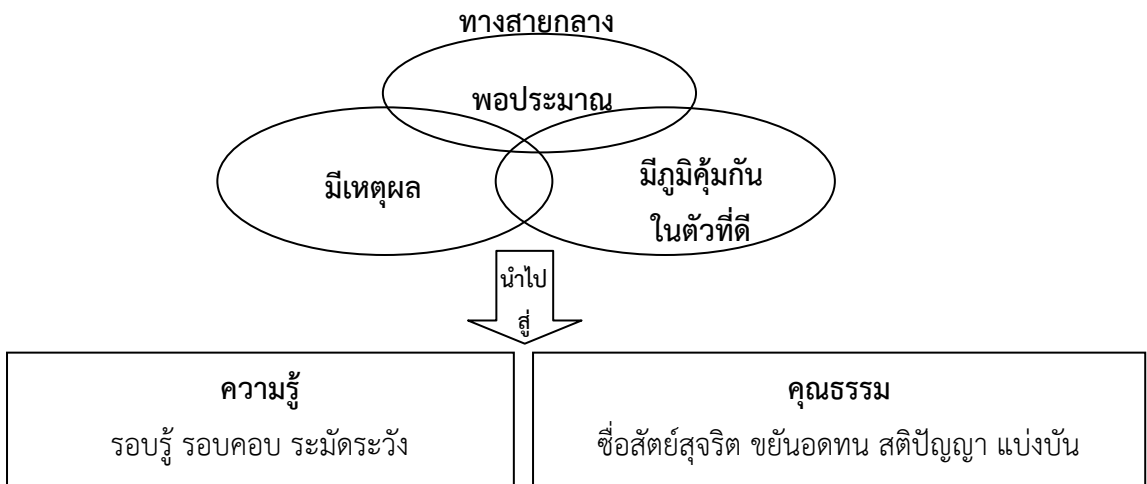 ทางสายกลาง
พอประมาณ
มีเหตุผล
มีภูมิคุ้มกัน
ในตัวที่ดี
นำไป
สู่
ความรู้
รอบรู้ รอบคอบ ระมัดระวัง
คุณธรรม
ซื่อสัตย์สุจริต ขยันอดทน สติปัญญา แบ่งบัน